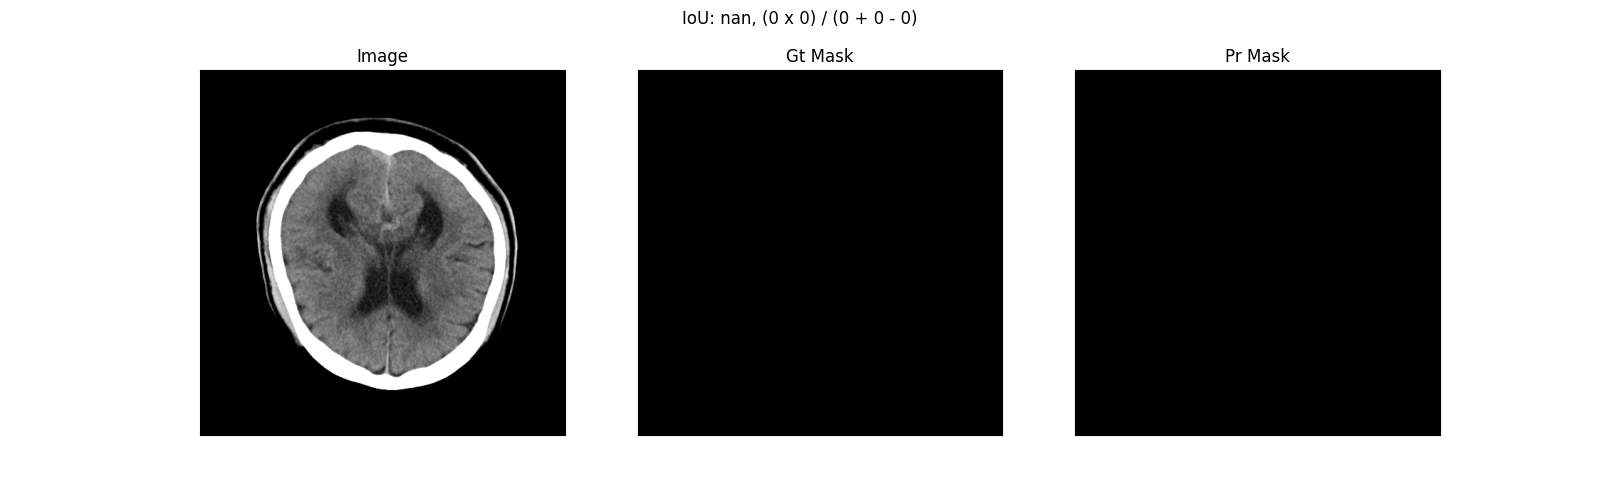 IoU: nan, (0 x 0) / (0 + 0 - 0)
Image
Gt Mask
Pr Mask